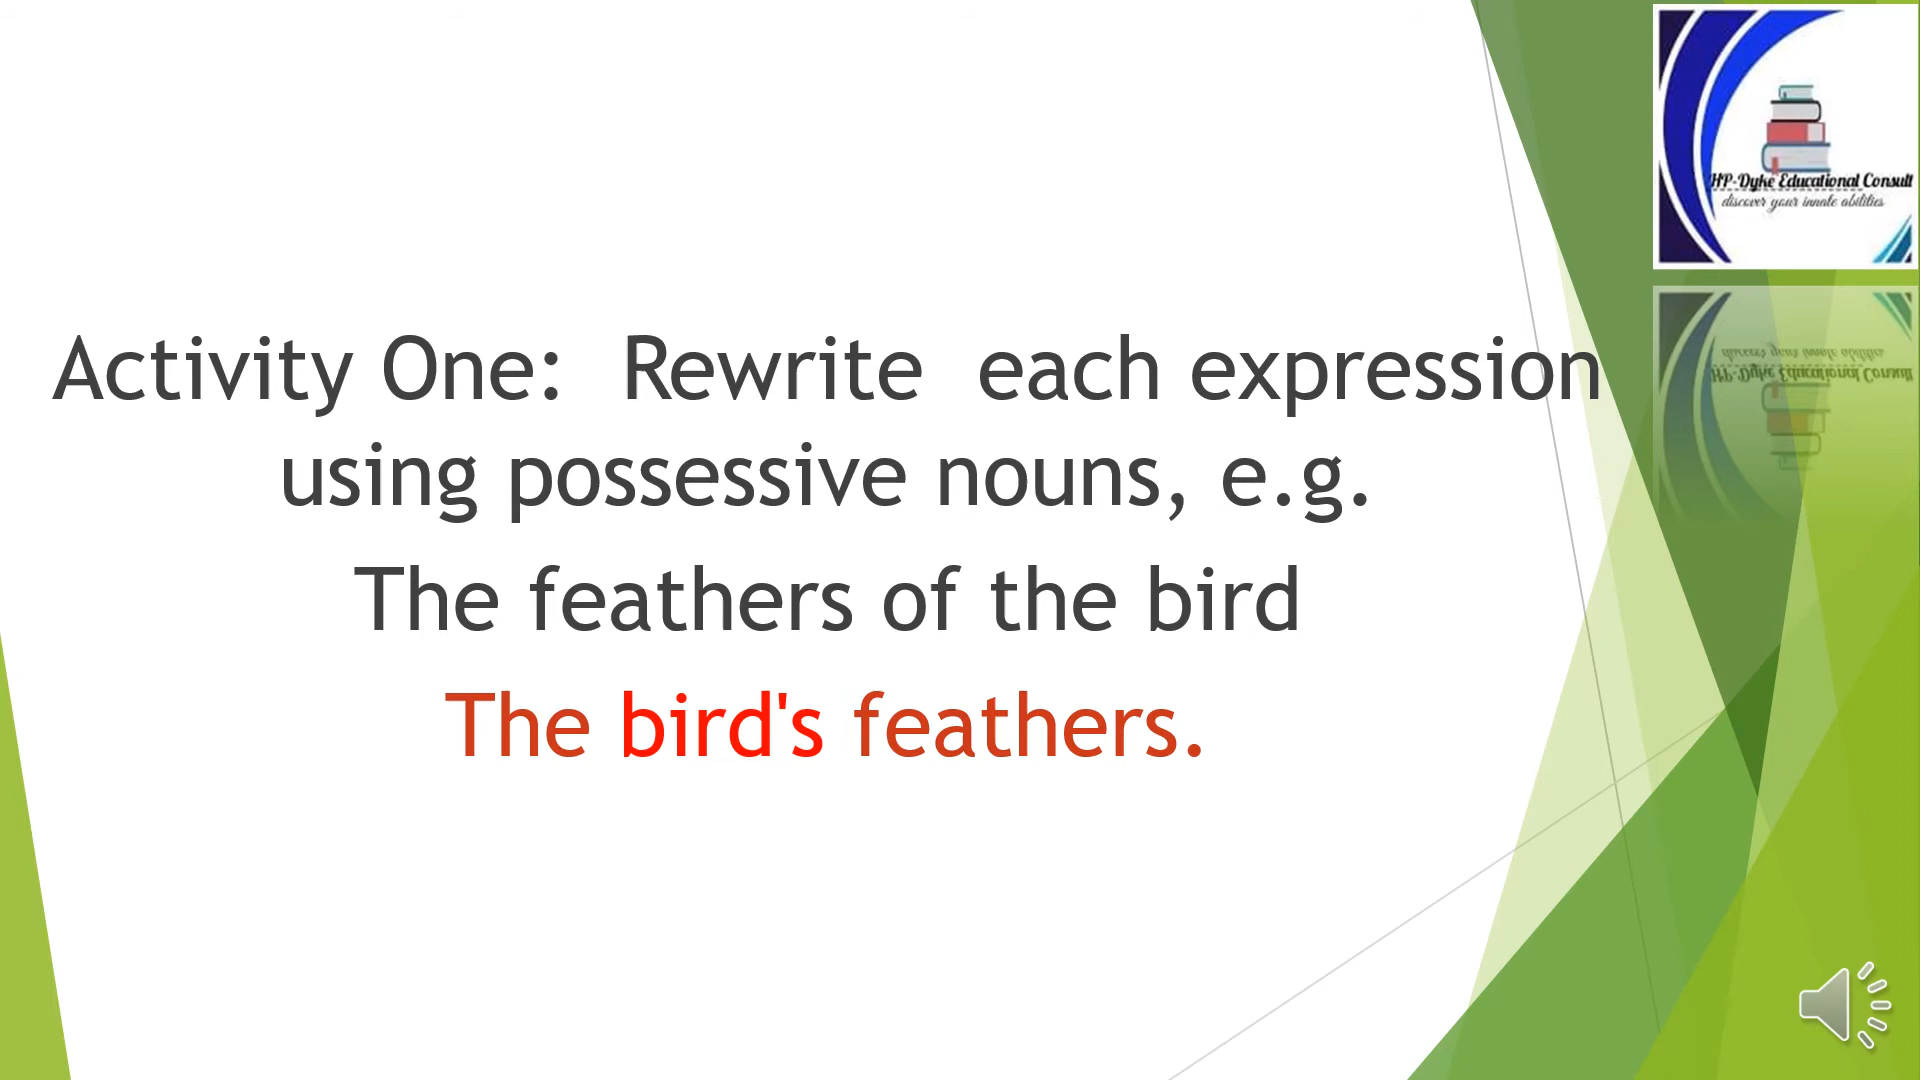 HP-Dyke Educational Consult
discover your innate abilities
Activity One:  Rewrite  each expression
using possessive nouns, e.g.
The feathers of the bird
The bird's feathers.